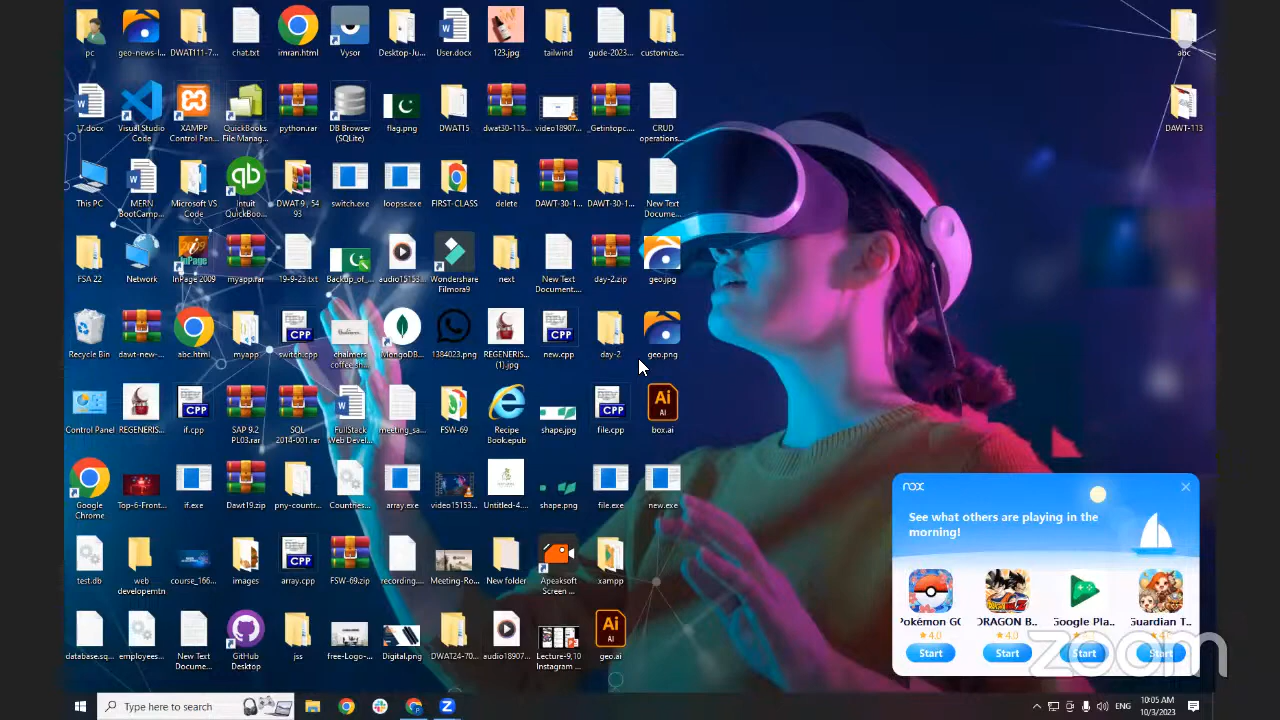 pc
geo-news-l...
DWAT111-7...
chat.txt
imran.html
Vysor
Desktop-Ju...
User.docx
123.jpg
tailwind
gude-2023...
customize...
abc
17.docx
Visual Studio
Code
XAMPP
Control Pan...
QuickBooks
File Manag...
python.rar
DB Browser
(SQLite)
flag.png
DWAT15
dwat30-115...
video18907...
_Getintopc...
CRUD
operations...
DAWT-113
This PC
MERN
BootCamp...
Microsoft VS
Code
Intuit
QuickBoo...
DWAT-9 , 54
93
switch.exe
loopss.exe
FIRST-CLASS
delete
DAWT-30-1...
DAWT-30-1...
New Text
Docume...
FSA 22
Network
InPage 2009
myapp.rar
19-9-23.txt
Backup_of_...
audio15153...
Wondershare
Filmora9
next
New Text
Document....
day-2.zip
geo.jpg
Recycle Bin
dawt-new-...
abc.html
myapp
switch.cpp
chalmers
coffee sh...
MongoDB...
1384023.png
REGENERIS...
(1).jpg
new.cpp
day-2
geo.png
Control Panel
REGENERIS...
if.cpp
SAP 9.2
PL03.rar
SQL
2014-001.rar
FullStack
Web Devel...
meeting_sa...
FSW-69
Recipe
Book.epub
shape.jpg
file.cpp
box.ai
Google
Chrome
Top-6-Front...
if.exe
Dawt19.zip
pny-countr...
Countries...
array.exe
video15153...
Untitled-4....
shape.png
file.exe
new.exe
test.db
web
developemtn
course_166...
images
array.cpp
FSW-69.zip
recording....
Meeting-Ro...
New folder
Apeaksoft
Screen ...
xampp
database.sq...
employees...
New Text
Docume...
GitHub
Desktop
jss
free-Logo-...
Digital.png
DWAT24-70...
audio18907...
Lecture-9,10
Instagram ...
geo.ai
nox
See what others are playing in the
morning!
Pokémon GO
DRAGON B...
Google Pla...
Guardian T...
★ 4.0
★ 4.0
Start
Start
Start
Start
zoom
Type here to search
ENG
10:05 AM
10/3/2023